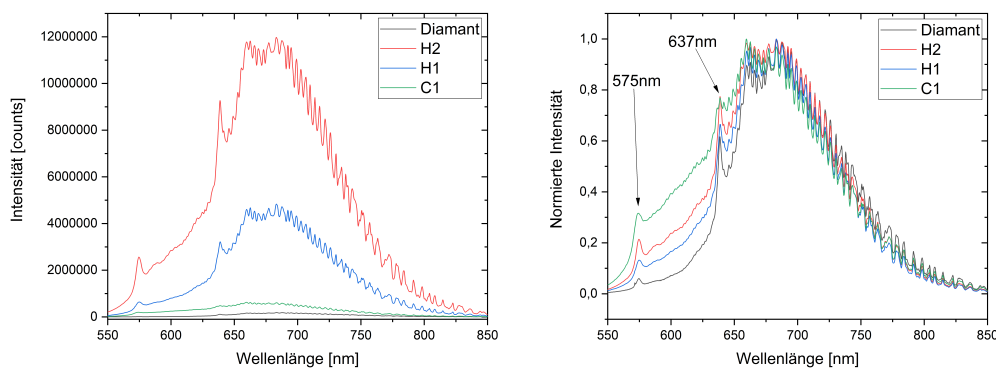 12000000
10000000
8000000
6000000
4000000
2000000
0
Intensität [counts]
550
600
650
700
750
800
850
Wellenlänge [nm]
Diamant
H2
H1
C1
1,0
0,8
0,6
0,4
0,2
0,0
Normierte Intensität
550
600
650
700
750
800
850
Wellenlänge [nm]
575nm
637nm
Diamant
H2
H1
C1